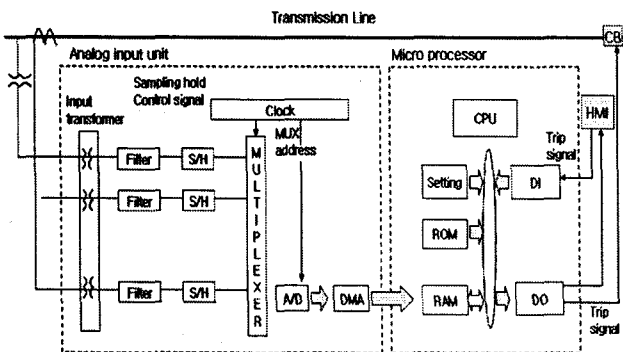 Transmission Line
CB
Analog input unit
Micro processor
Sampling hold
Control signal
Clock
Input
transformer
MUX
address
CPU
HMI
Trip
signal
Filter
S/H
MULTIPLEXER
Setting
DI
Filter
S/H
ROM
Filter
S/H
A/D
DMA
RAM
DO
Trip
signal